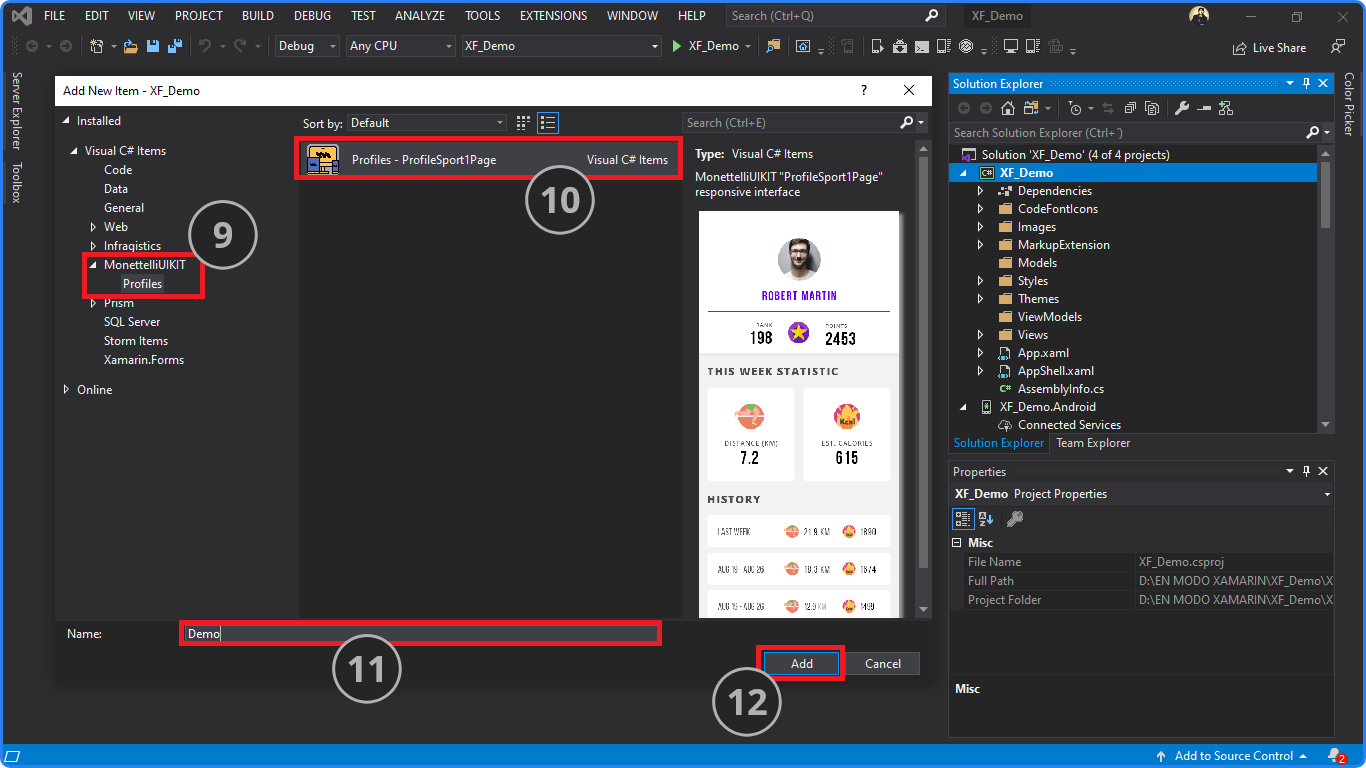 FILE EDIT VIEW PROJECT BUILD DEBUG TEST ANALYZE TOOLS EXTENSIONS WINDOW HELP Search (Ctrl+Q) XF_Demo
Debug Any CPU XF_Demo XF_Demo Live Share
Server Explorer
Toolbox
Add New Item - XF_Demo ?
Installed
Visual C# Items
Code
Data
General
Web
Infragistics
MonettelliUIKIT
Profiles
Prism
SQL Server
Storm Items
Xamarin.Forms
Online
9
Sort by: Default
Search (Ctrl+E)
Profiles - ProfileSport1Page Visual C# Items
10
Type: Visual C# Items
MonettelliUIKIT "ProfileSport1Page"
responsive interface
ROBERT MARTIN
RANK POINTS
198 2453
THIS WEEK STATISTIC
Kcal
DISTANCE (KM) EST. CALORIES
7.2 615
HISTORY
LAST WEEK 21.9 KM 1890
AUG 19 - AUG 26 18.3 KM 1674
AUG 19 - AUG 26 12.9 KM 1499
Name: Demo
11
Add Cancel
12
Solution Explorer
Search Solution Explorer (Ctrl+´)
Solution 'XF_Demo' (4 of 4 projects)
C# XF_Demo
Dependencies
CodeFontIcons
Images
MarkupExtension
Models
Styles
Themes
ViewModels
Views
App.xaml
AppShell.xaml
C# AssemblyInfo.cs
XF_Demo.Android
Connected Services
Solution Explorer Team Explorer
Properties
XF_Demo Project Properties
Misc
File Name XF_Demo.csproj
Full Path D:\EN MODO XAMARIN\XF_Demo\X
Project Folder D:\EN MODO XAMARIN\XF_Demo\X
Misc
Color Picker
Add to Source Control 2